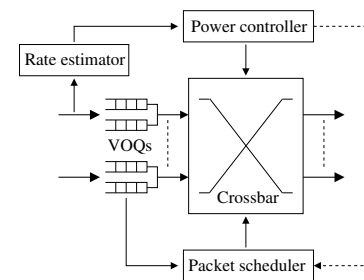 Power controller
Rate estimator
VOQs
Crossbar
Packet scheduler